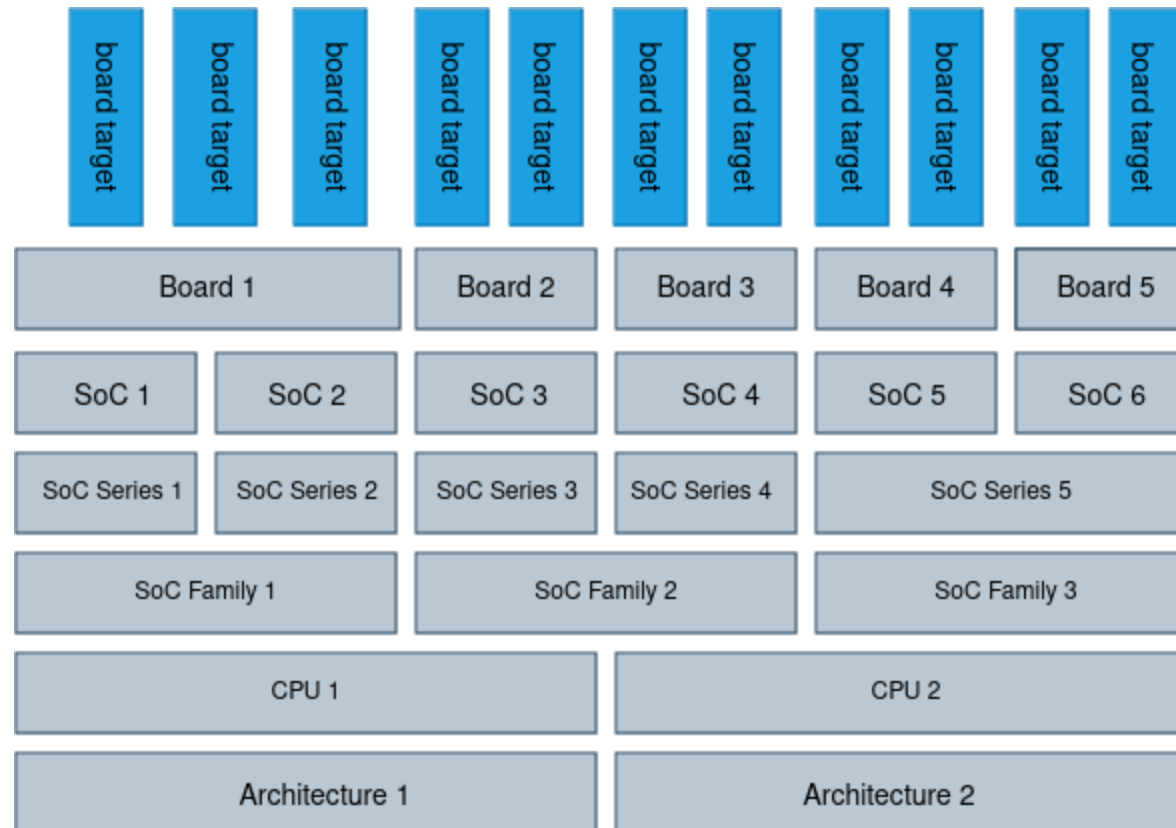 board target
board target
board target
board target
board target
board target
board target
board target
board target
board target
board target
Board 1
Board 2
Board 3
Board 4
Board 5
SoC 1
SoC 2
SoC 3
SoC 4
SoC 5
SoC 6
SoC Series 1
SoC Series 2
SoC Series 3
SoC Series 4
SoC Series 5
SoC Family 1
SoC Family 2
SoC Family 3
CPU 1
CPU 2
Architecture 1
Architecture 2